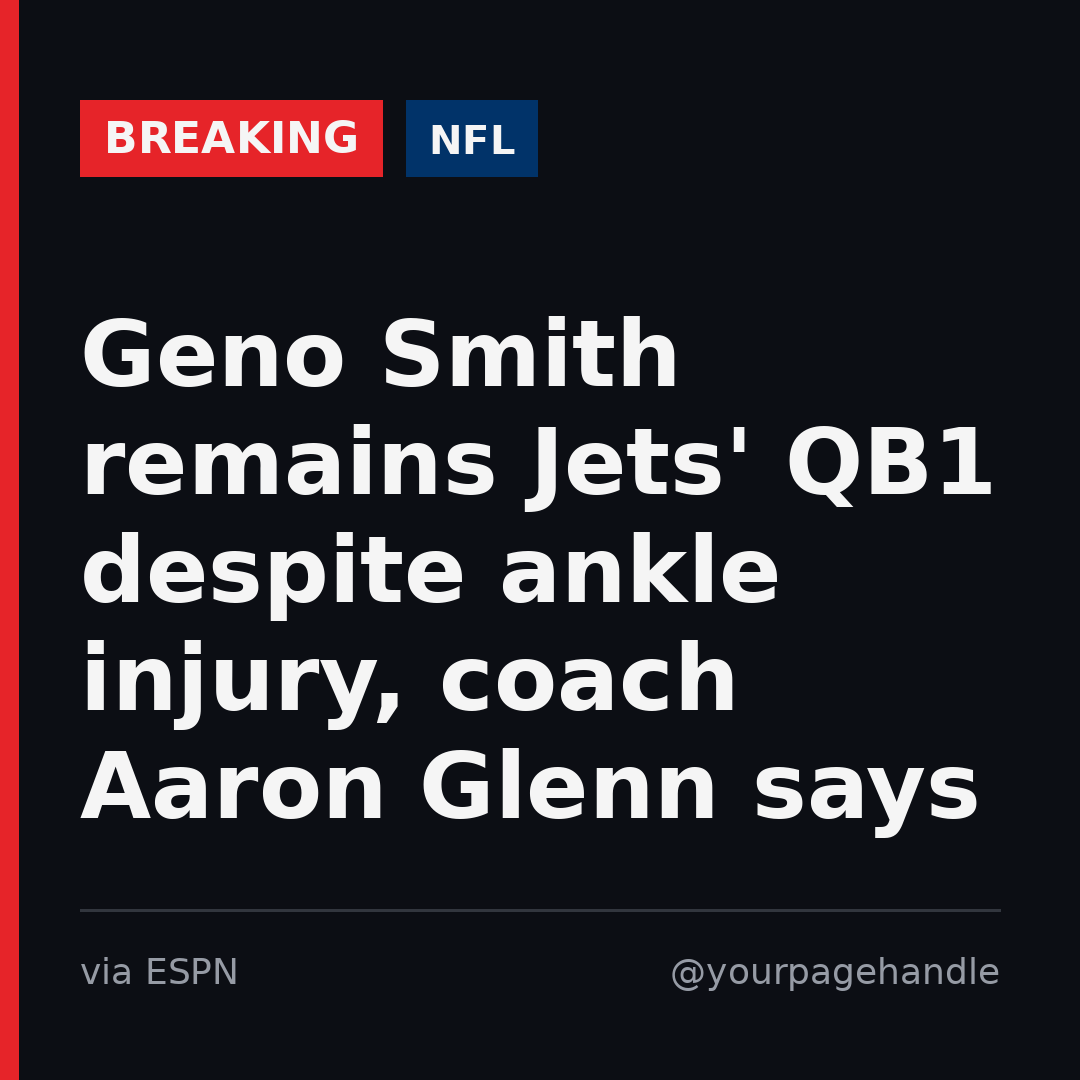 BREAKING NFL
Geno Smith
remains Jets' QB1
despite ankle
injury, coach
Aaron Glenn says
via ESPN @yourpagehandle